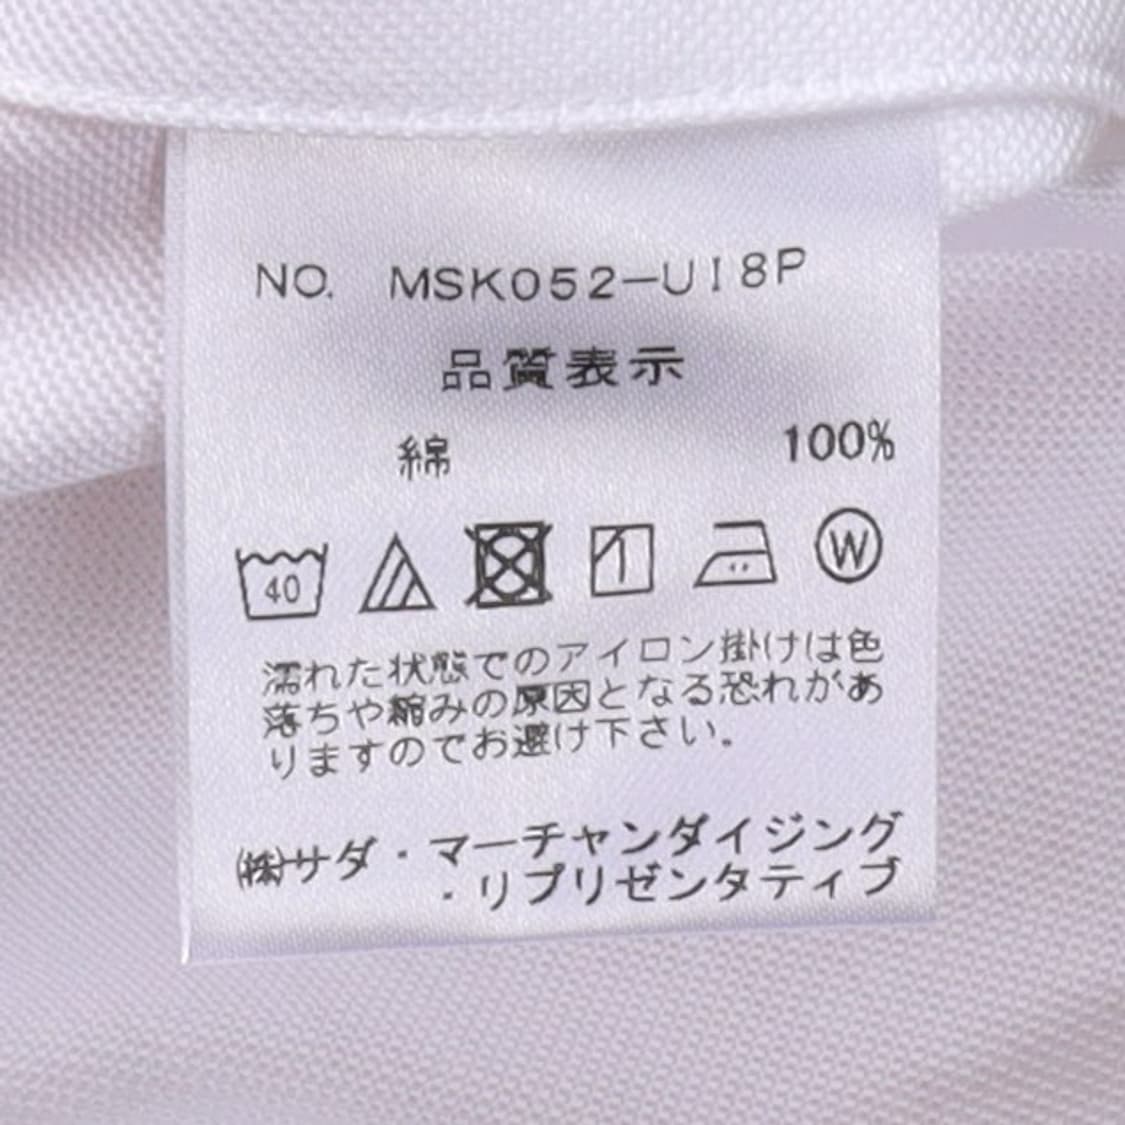 NO. MSK052-U18P
品質表示
綿 100%
40 W
濡れた状態でのアイロン掛けは色
落ちや縮みの原因となる恐れがあ
りますのでお避け下さい。
㈱サダ・マーチャンダイジング
・リプリゼンタティブ